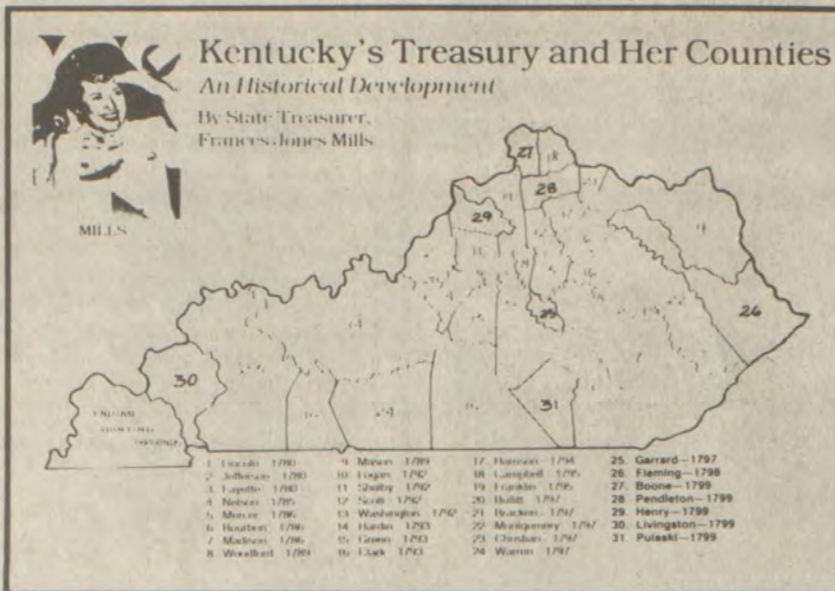 Kentucky's Treasury and Her Counties
An Historical Development
By State Treasurer,
Frances Jones Mills
MILLS
27
18
28
29
26
25
30
31
INDIAN
HUNTING
GROUNDS
1 Lincoln 1780
2 Jefferson 1780
3 Fayette 1780
4 Nelson 1785
5 Mercer 1786
6 Bourbon 1786
7 Madison 1786
8 Woodford 1789
9 Mason 1789
10 Logan 1792
11 Shelby 1792
12 Scott 1792
13 Washington 1792
14 Hardin 1793
15 Green 1793
16 Clark 1793
17 Harrison 1794
18 Campbell 1795
19 Franklin 1795
20 Bullitt 1797
21 Bracken 1797
22 Montgomery 1797
23 Christian 1797
24 Warren 1797
25. Garrard—1797
26. Fleming—1798
27. Boone—1799
28 Pendleton—1799
29. Henry—1799
30. Livingston—1799
31. Pulaski—1799